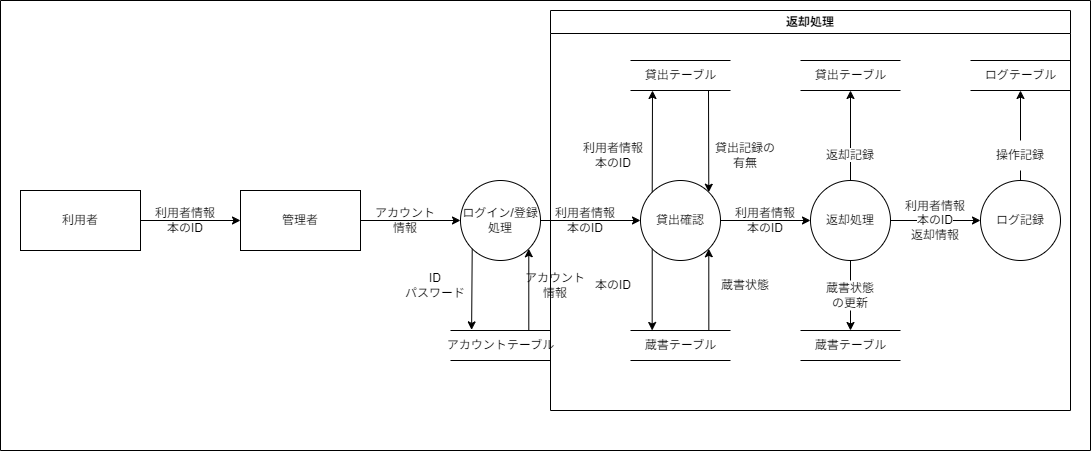 返却処理
貸出テーブル
貸出テーブル
ログテーブル
利用者情報
本のID
貸出記録の
有無
返却記録
操作記録
利用者
利用者情報
本のID
管理者
アカウント
情報
ログイン/登録
処理
利用者情報
本のID
貸出確認
利用者情報
本のID
返却処理
利用者情報
本のID
返却情報
ログ記録
ID
パスワード
アカウント
情報
本のID
蔵書状態
蔵書状態
の更新
アカウントテーブル
蔵書テーブル
蔵書テーブル